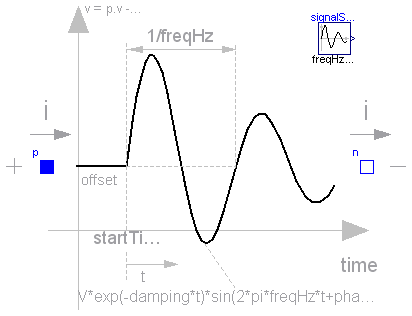 v = p.v -...
signalS...
1/freqHz
freqHz...
i
i
+
p
n
−
offset
startTi...
time
t
V*exp(-damping*t)*sin(2*pi*freqHz*t+pha...